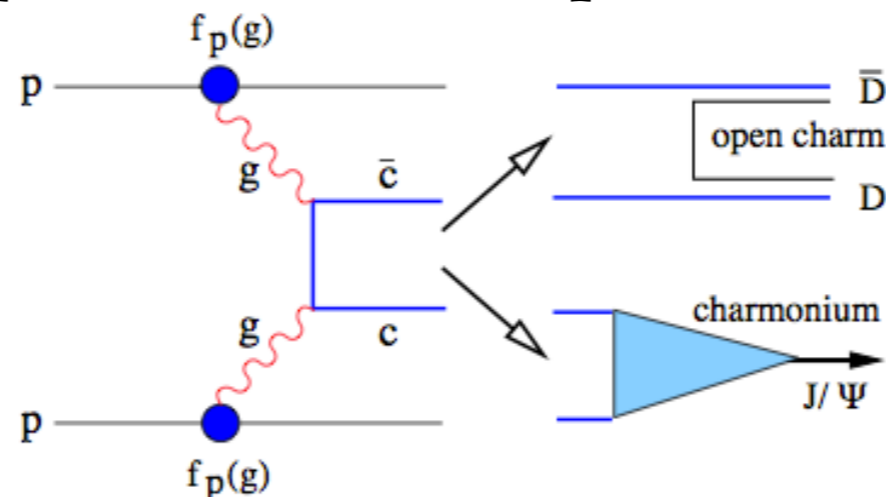 f_p(g)
p
D̄
open charm
g
c̄
D
charmonium
g
c
J/ Ψ
p
f_p(g)